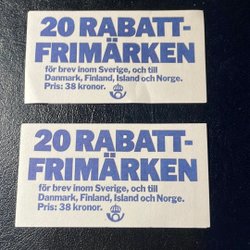 20 RABATT-
FRIMÄRKEN
för brev inom Sverige, och till
Danmark, Finland, Island och Norge.
Pris: 38 kronor.
20 RABATT-
FRIMÄRKEN
för brev inom Sverige, och till
Danmark, Finland, Island och Norge.
Pris: 38 kronor.